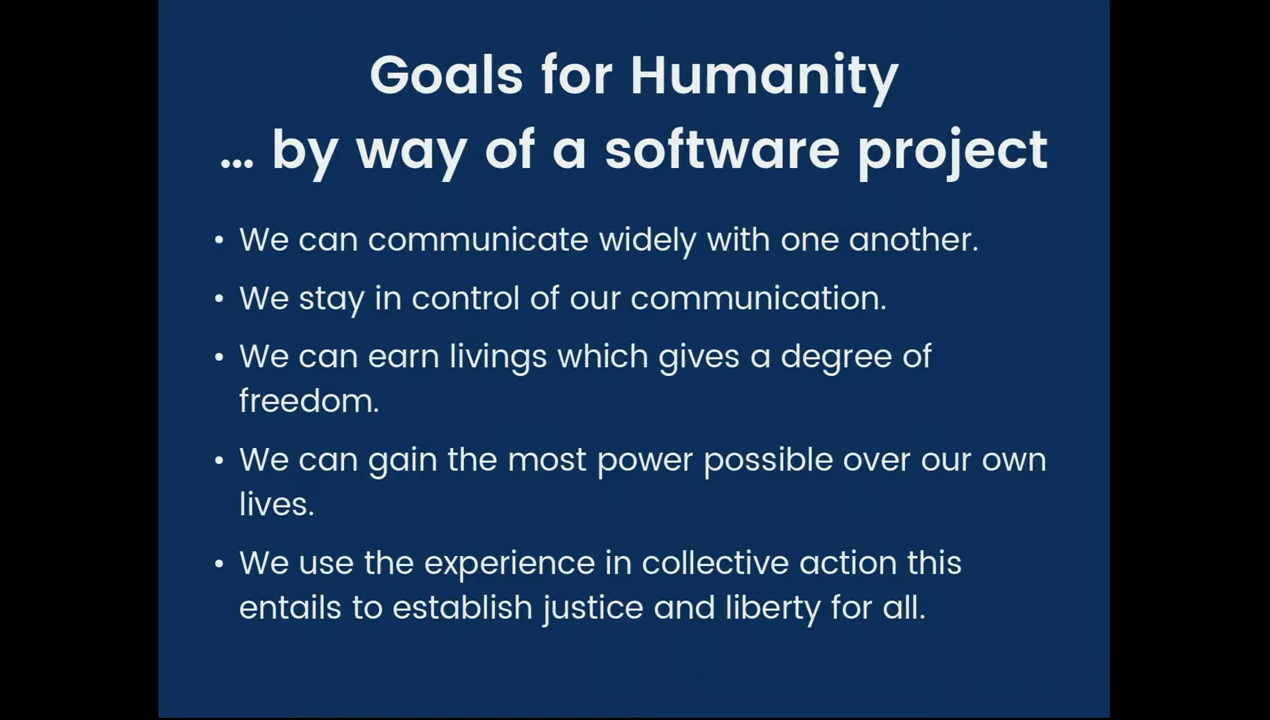 Goals for Humanity
... by way of a software project
• We can communicate widely with one another.
• We stay in control of our communication.
• We can earn livings which gives a degree of
freedom.
• We can gain the most power possible over our own
lives.
• We use the experience in collective action this
entails to establish justice and liberty for all.